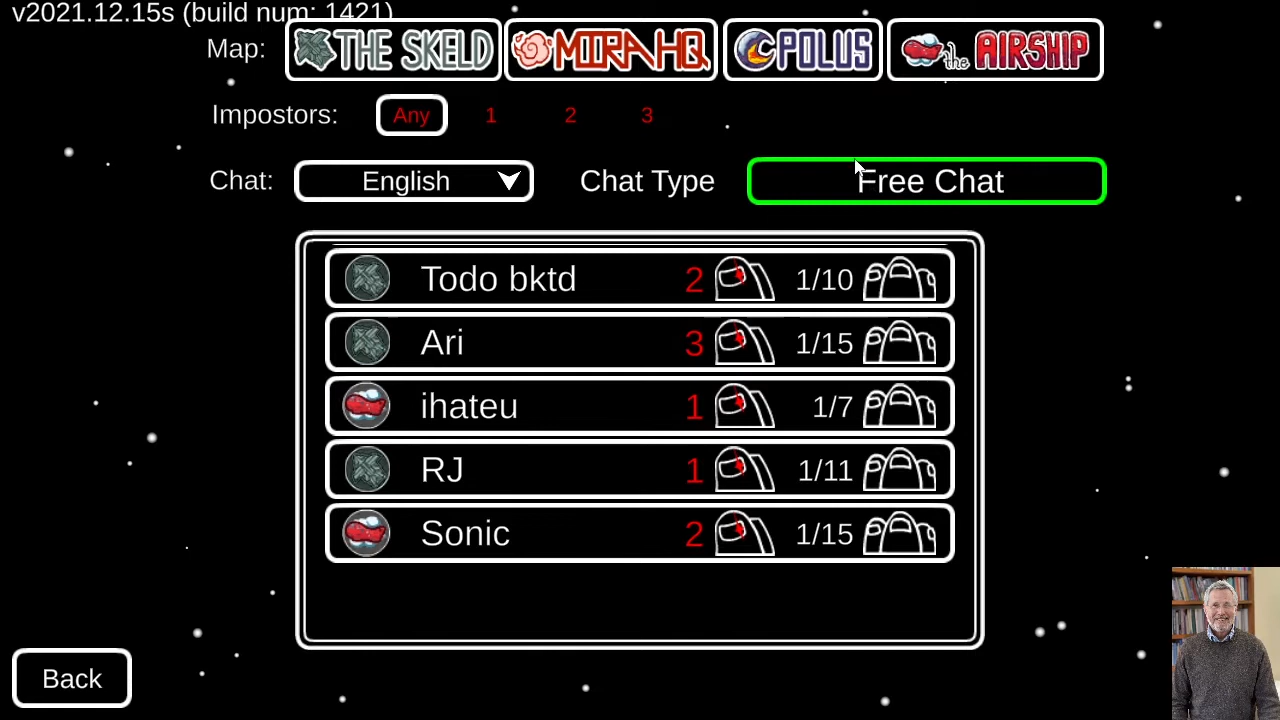 v2021.12.15s (build num: 1421)
Map: THE SKELD MIRA HQ POLUS the AIRSHIP
Impostors: Any 1 2 3
Chat: English Chat Type Free Chat
Todo bktd 2 1/10
Ari 3 1/15
ihateu 1 1/7
RJ 1 1/11
Sonic 2 1/15
Back